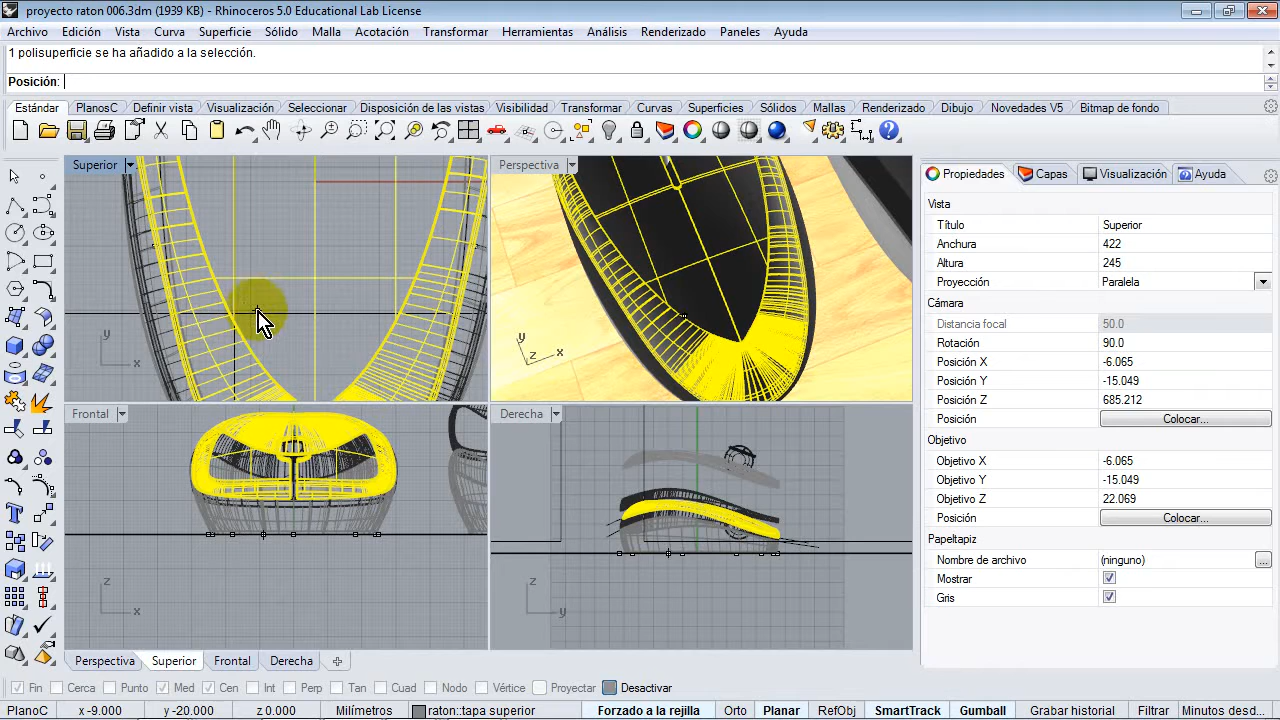 proyecto raton 006.3dm (1939 KB) - Rhinoceros 5.0 Educational Lab License
Archivo Edición Vista Curva Superficie Sólido Malla Acotación Transformar Herramientas Análisis Renderizado Paneles Ayuda
1 polisuperficie se ha añadido a la selección.
Posición:
Estándar PlanosC Definir vista Visualización Seleccionar Disposición de las vistas Visibilidad Transformar Curvas Superficies Sólidos Mallas Renderizado Dibujo Novedades V5 Bitmap de fondo
Superior
Perspectiva
Propiedades Capas Visualización Ayuda
Vista
Título Superior
Anchura 422
Altura 245
Proyección Paralela
Cámara
Distancia focal 50.0
Rotación 90.0
Posición X -6.065
Posición Y -15.049
Posición Z 685.212
Posición Colocar...
Objetivo
Objetivo X -6.065
Objetivo Y -15.049
Objetivo Z 22.069
Posición Colocar...
Papeltapiz
Nombre de archivo (ninguno) ...
Mostrar
Gris
y
x
y
z
x
Frontal
Derecha
z
x
z
y
Perspectiva Superior Frontal Derecha
Fin Cerca Punto Med Cen Int Perp Tan Cuad Nodo Vértice Proyectar Desactivar
PlanoC x -9.000 y -20.000 z 0.000 Milímetros raton::tapa superior Forzado a la rejilla Orto Planar RefObj SmartTrack Gumball Grabar historial Filtrar Minutos desd...